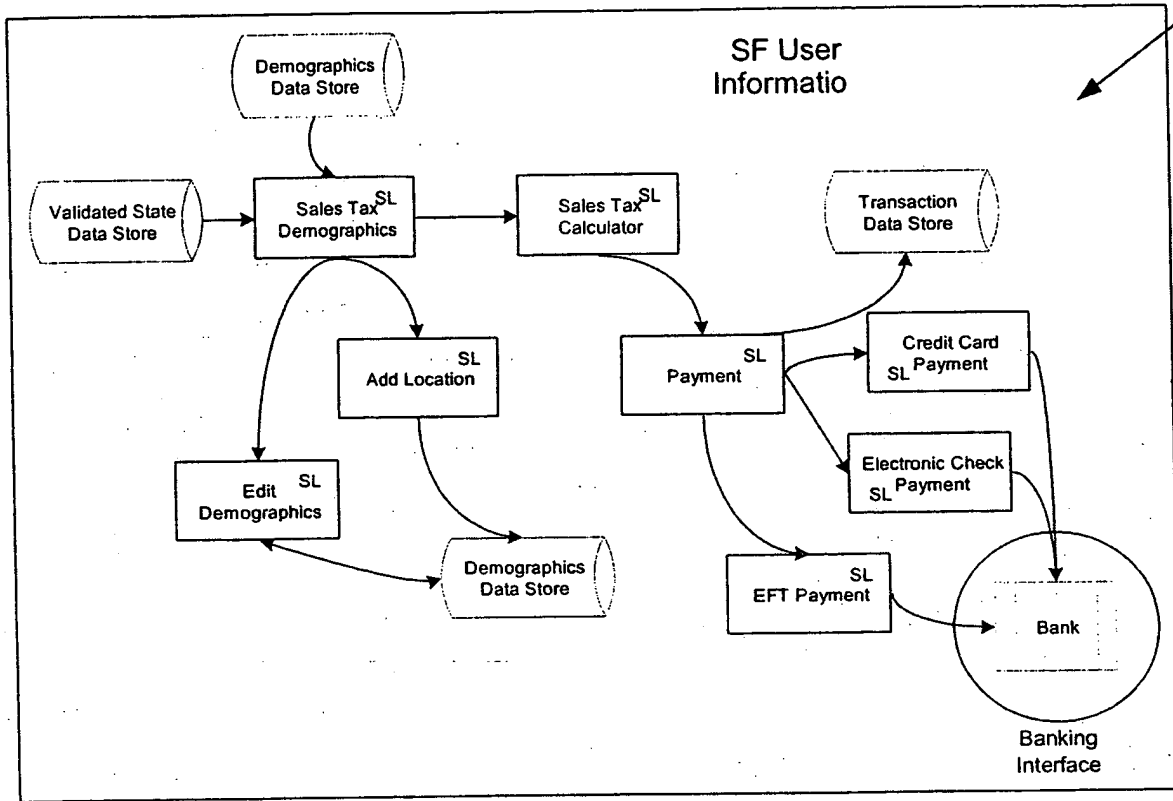 SF User
Informatio
Demographics
Data Store
Validated State
Data Store
SL
Sales Tax
Demographics
SL
Sales Tax
Calculator
Transaction
Data Store
SL
Add Location
SL
Payment
Credit Card
Payment
SL
SL
Edit
Demographics
Electronic Check
Payment
SL
Demographics
Data Store
SL
EFT Payment
Bank
Banking
Interface